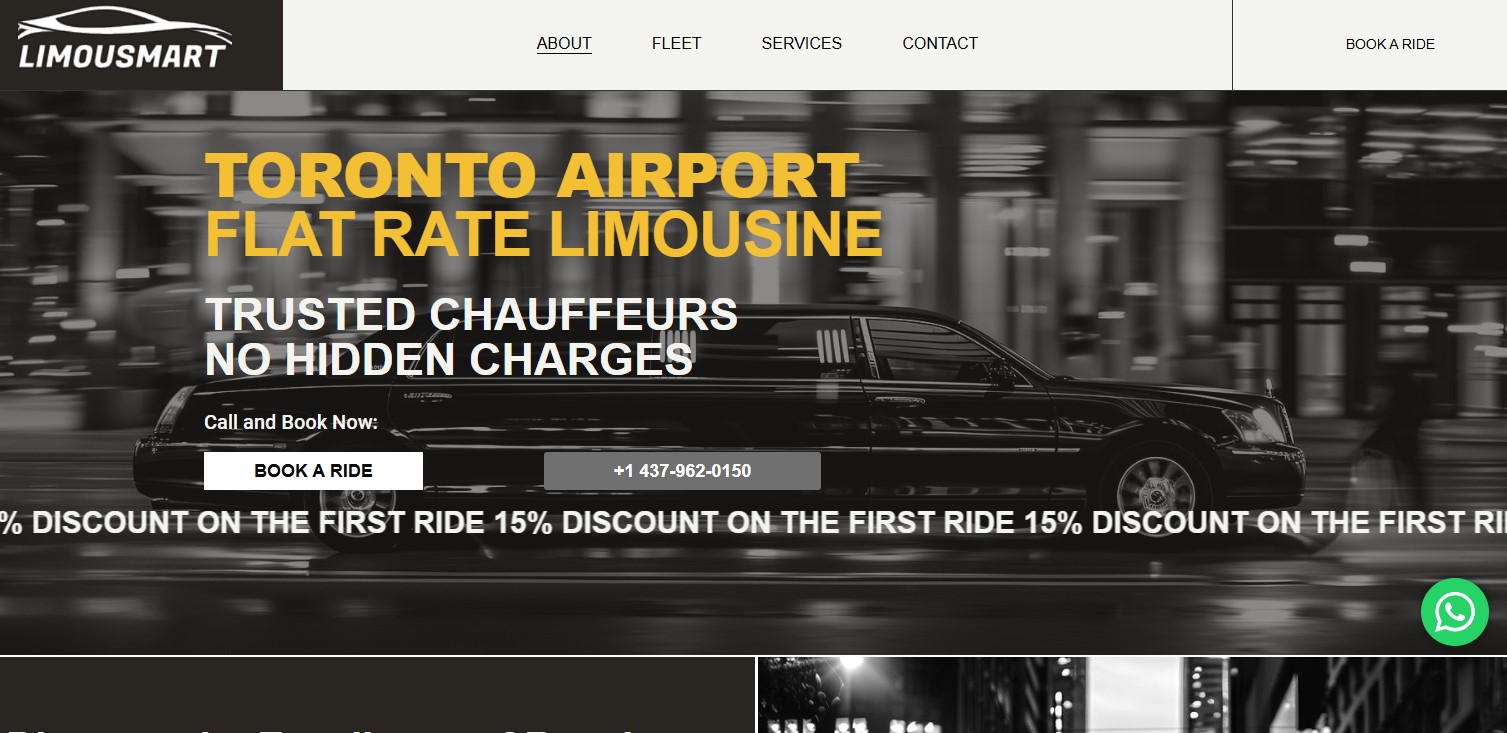 LIMOUSMART
ABOUT
FLEET
SERVICES
CONTACT
BOOK A RIDE
TORONTO AIRPORT
FLAT RATE LIMOUSINE
TRUSTED CHAUFFEURS
NO HIDDEN CHARGES
Call and Book Now:
BOOK A RIDE
+1 437-962-0150
% DISCOUNT ON THE FIRST RIDE 15% DISCOUNT ON THE FIRST RIDE 15% DISCOUNT ON THE FIRST RI